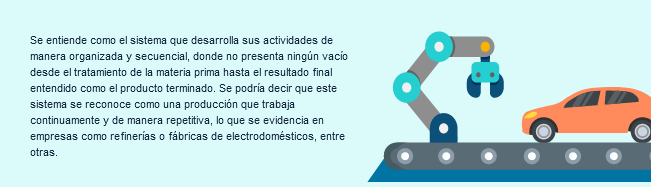 Se entiende como el sistema que desarrolla sus actividades de
manera organizada y secuencial, donde no presenta ningún vacío
desde el tratamiento de la materia prima hasta el resultado final
entendido como el producto terminado. Se podría decir que este
sistema se reconoce como una producción que trabaja
continuamente y de manera repetitiva, lo que se evidencia en
empresas como refinerías o fábricas de electrodomésticos, entre
otras.